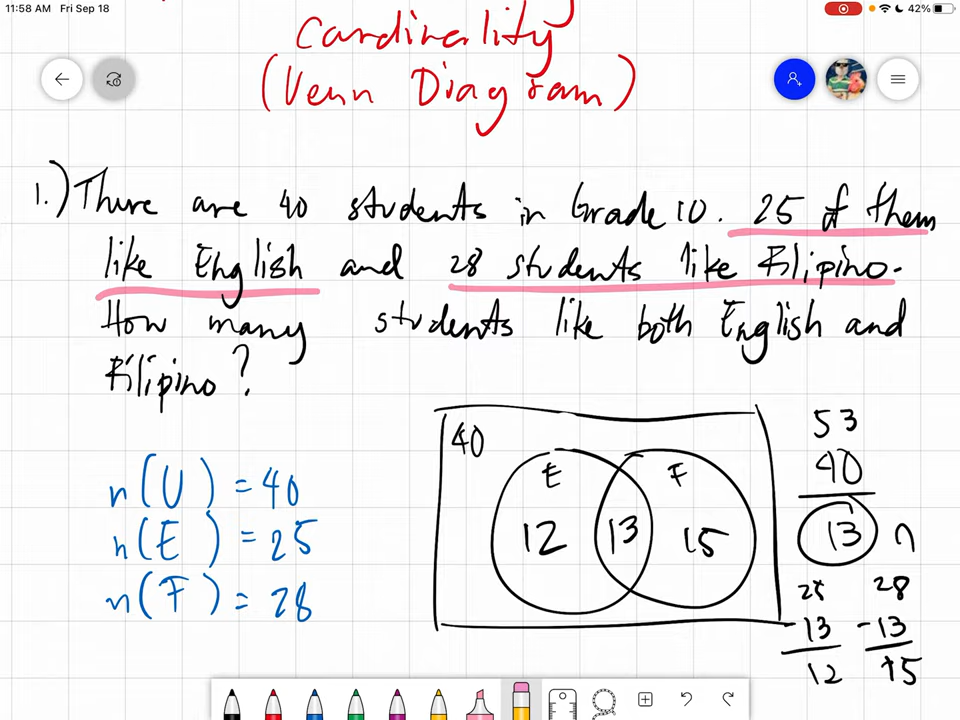 11:58 AM Fri Sep 18
42%
Cardinality
(Venn Diagram)
1.) There are 40 students in Grade 10. 25 of them
like English and 28 students like Filipino.
How many students like both English and
Filipino?
n(U) = 40
n(E) = 25
n(F) = 28
40
E F
12 13 15
53
40
13 n
25 28
-13 -13
12 15